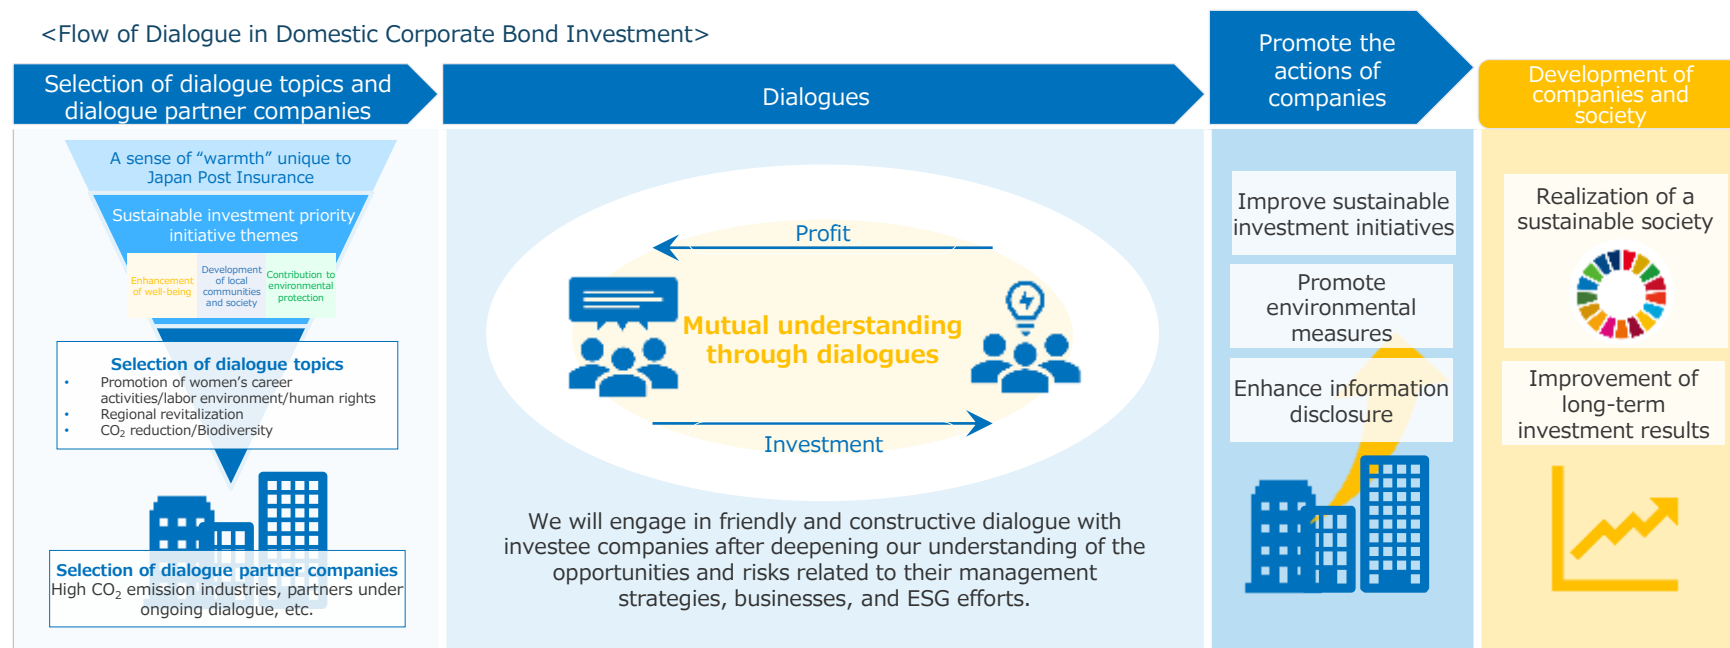 <Flow of Dialogue in Domestic Corporate Bond Investment>
Selection of dialogue topics and
dialogue partner companies
A sense of “warmth” unique to
Japan Post Insurance
Sustainable investment priority
initiative themes
Enhancement
of well-being
Development
of local
communities
and society
Contribution to
environmental
protection
Selection of dialogue topics
• Promotion of women’s career
activities/labor environment/human rights
• Regional revitalization
• CO₂ reduction/Biodiversity
Selection of dialogue partner companies
High CO₂ emission industries, partners under
ongoing dialogue, etc.
Dialogues
Profit
Mutual understanding
through dialogues
Investment
We will engage in friendly and constructive dialogue with
investee companies after deepening our understanding of the
opportunities and risks related to their management
strategies, businesses, and ESG efforts.
Promote the
actions of
companies
Improve sustainable
investment initiatives
Promote
environmental
measures
Enhance information
disclosure
Development of
companies and
society
Realization of a
sustainable society
Improvement of
long-term
investment results